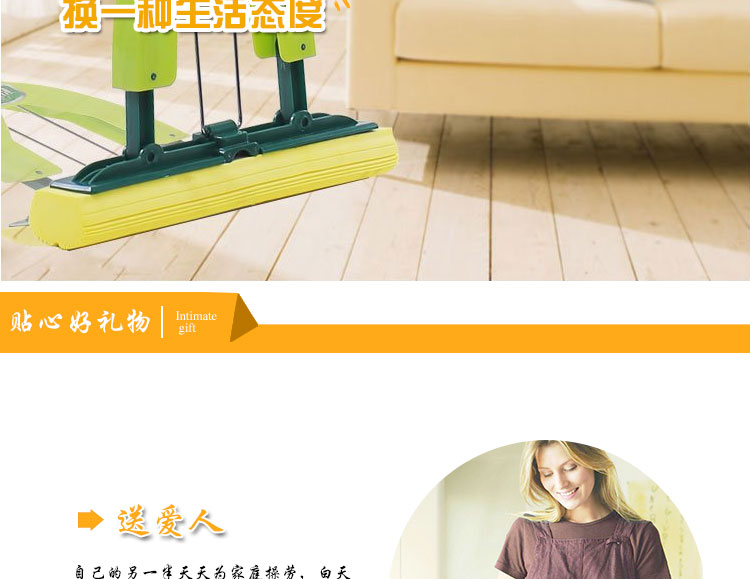 换一种生活态度〞
贴心好礼物
Intimate
gift
送爱人
自己的另一半天天为家庭操劳，白天